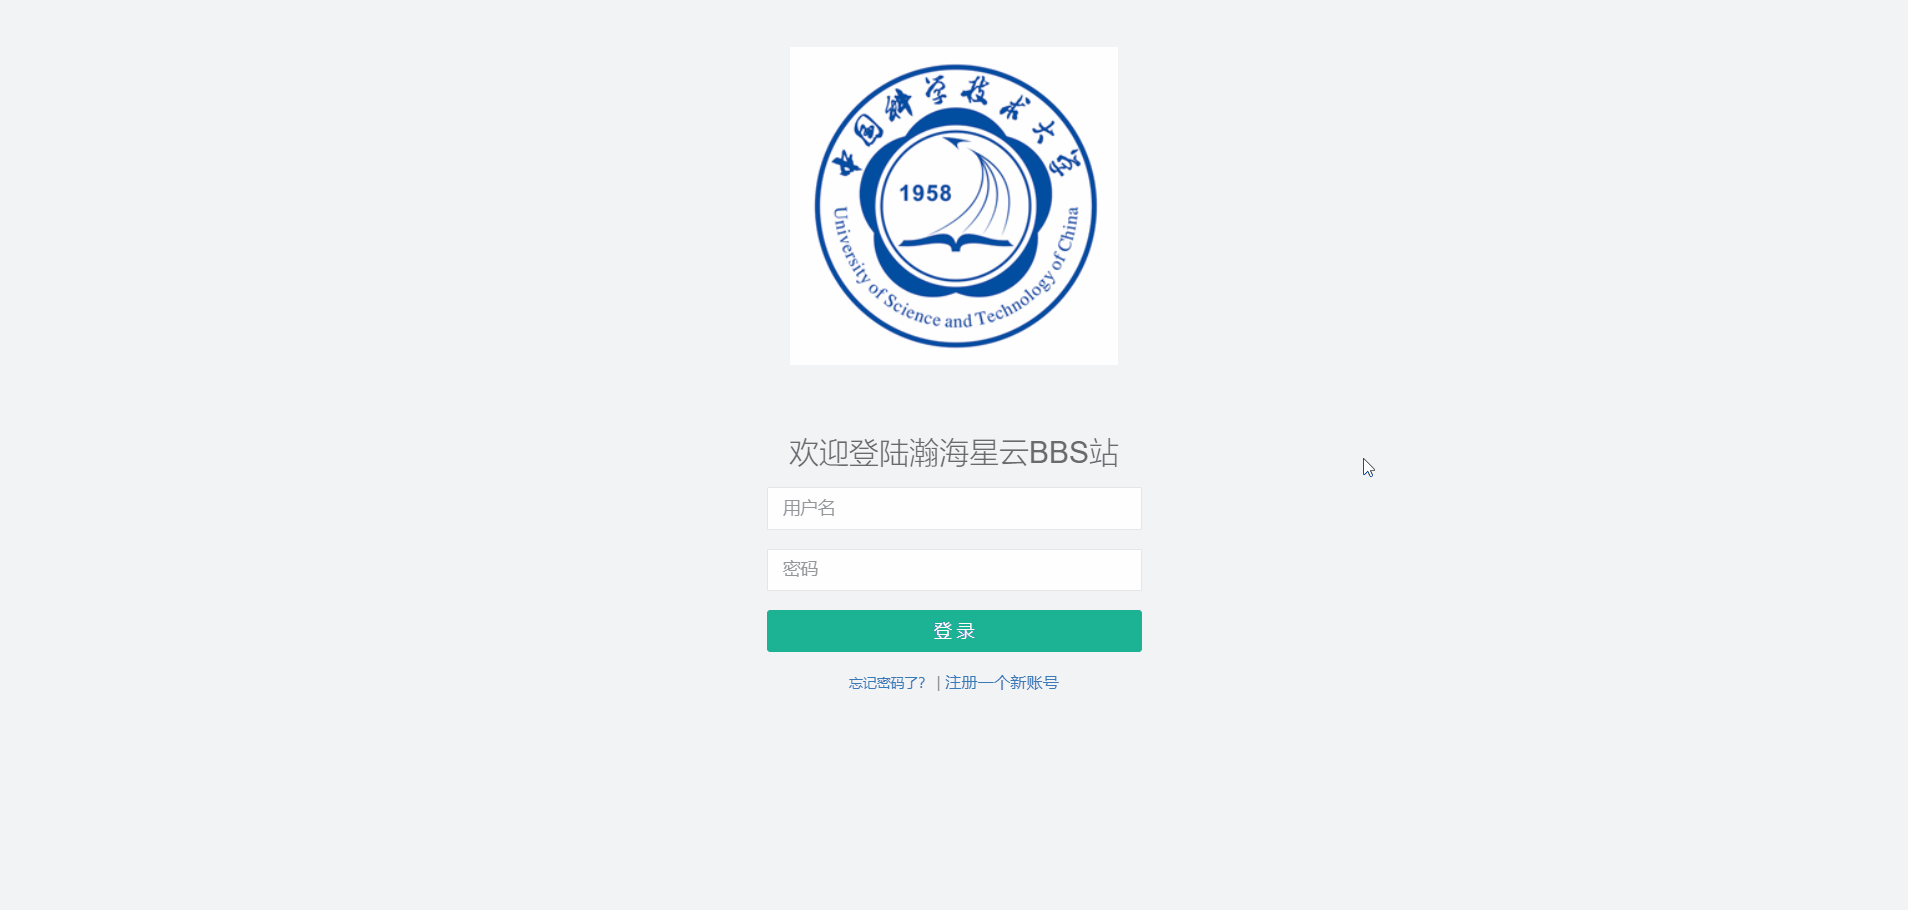 中国科学技术大学
1958
University of Science and Technology of China
欢迎登陆瀚海星云BBS站
用户名
密码
登 录
忘记密码了? | 注册一个新账号